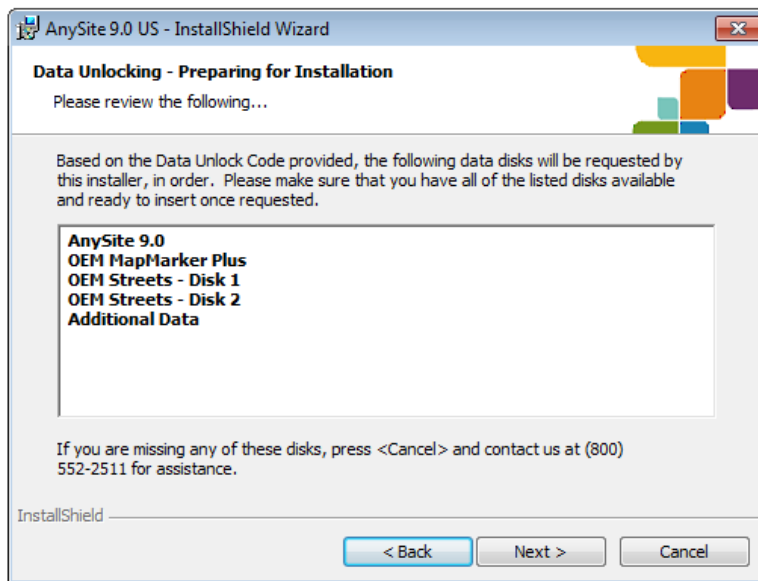 AnySite 9.0 US - InstallShield Wizard
Data Unlocking - Preparing for Installation
Please review the following...
Based on the Data Unlock Code provided, the following data disks will be requested by
this installer, in order.  Please make sure that you have all of the listed disks available
and ready to insert once requested.
AnySite 9.0
OEM MapMarker Plus
OEM Streets - Disk 1
OEM Streets - Disk 2
Additional Data
If you are missing any of these disks, press <Cancel> and contact us at (800)
552-2511 for assistance.
InstallShield
< Back
Next >
Cancel